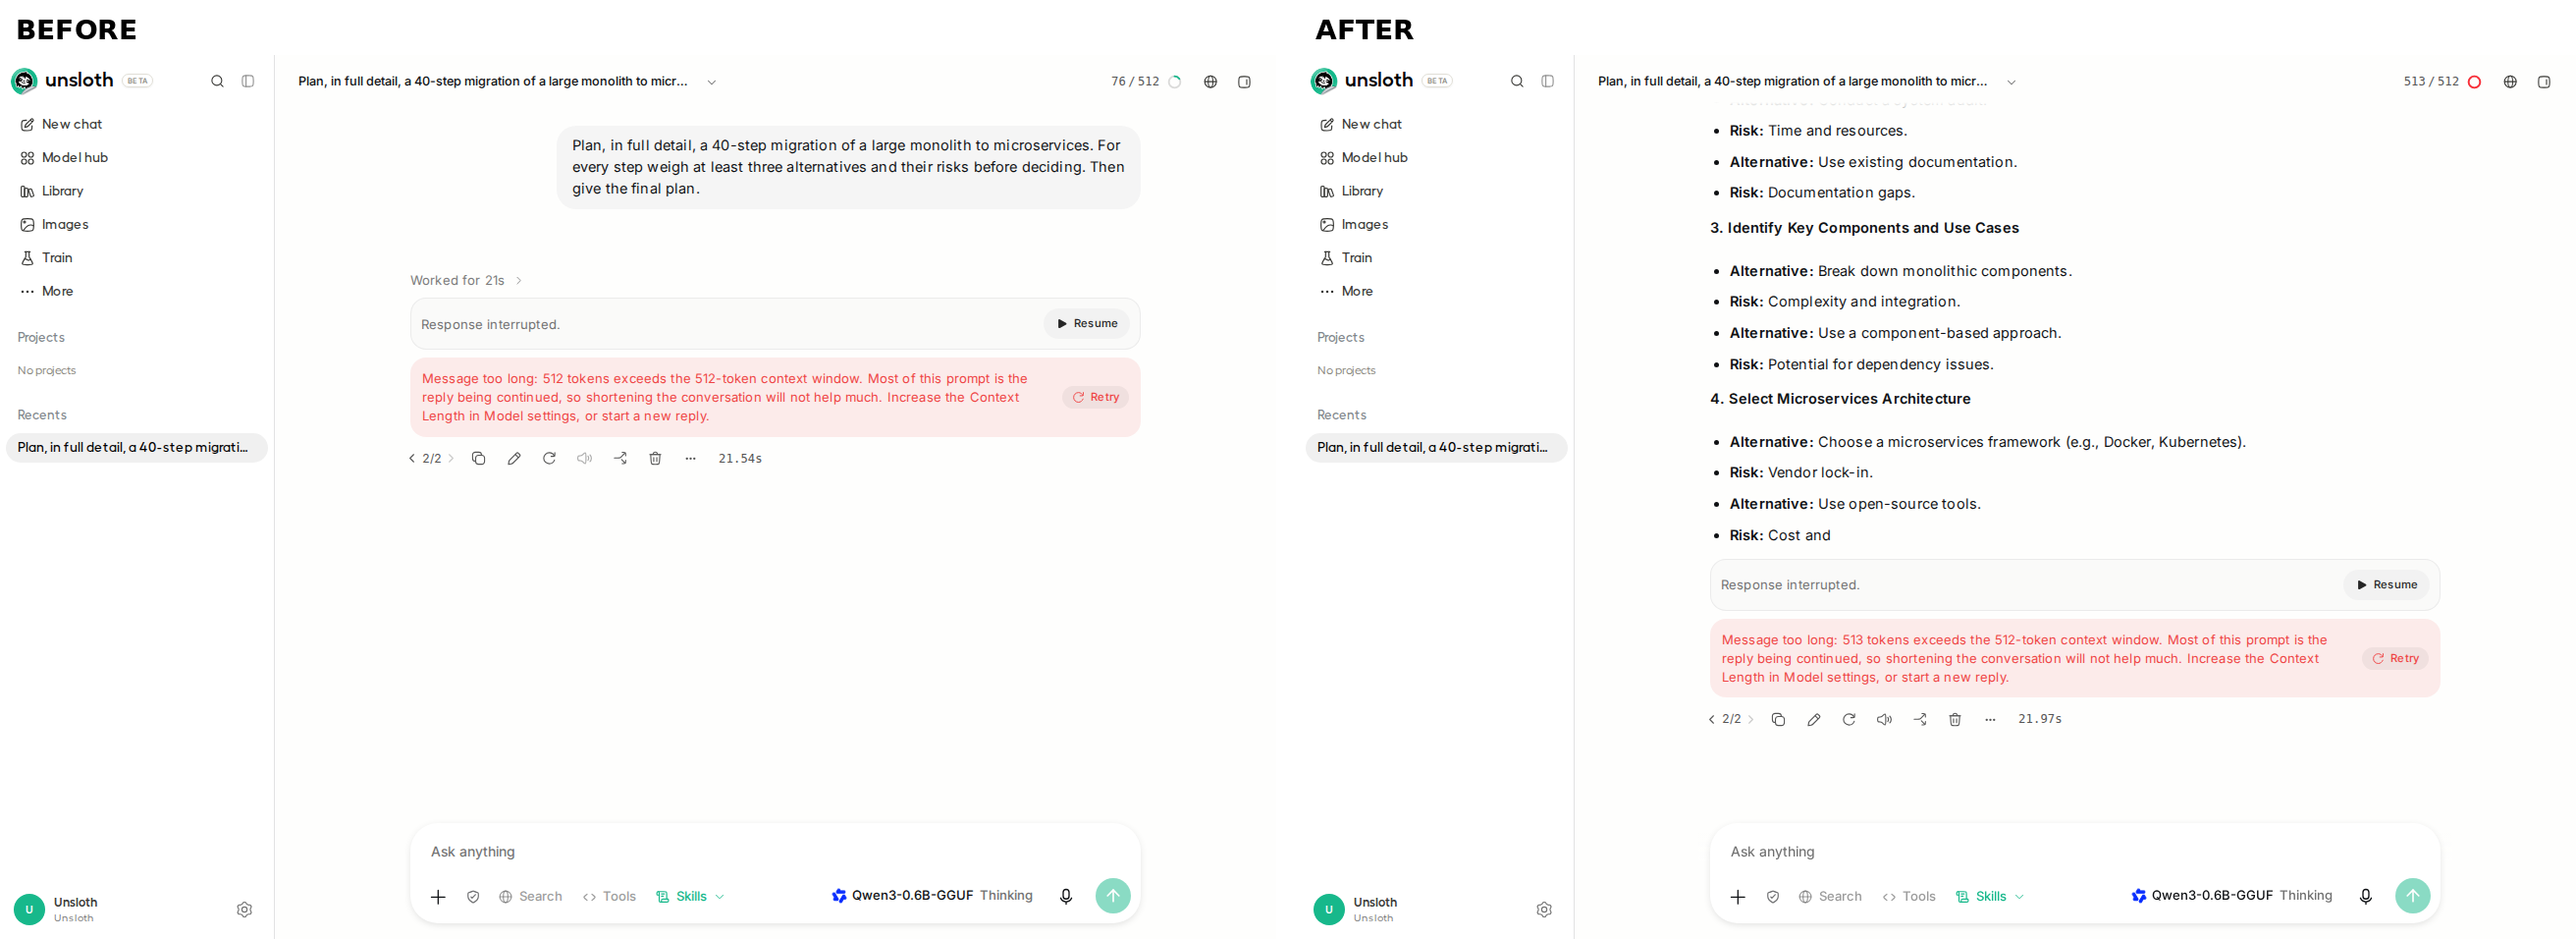 BEFORE
unsloth BETA
New chat
Model hub
Library
Images
Train
More
Projects
No projects
Recents
Plan, in full detail, a 40-step migrati...
Unsloth
Unsloth
U
Plan, in full detail, a 40-step migration of a large monolith to micr...
76 / 512
Plan, in full detail, a 40-step migration of a large monolith to microservices. For
every step weigh at least three alternatives and their risks before deciding. Then
give the final plan.
Worked for 21s
Response interrupted.
Resume
Message too long: 512 tokens exceeds the 512-token context window. Most of this prompt is the
reply being continued, so shortening the conversation will not help much. Increase the Context
Length in Model settings, or start a new reply.
Retry
2/2
21.54s
Ask anything
Search
Tools
Skills
Qwen3-0.6B-GGUF Thinking
AFTER
unsloth BETA
New chat
Model hub
Library
Images
Train
More
Projects
No projects
Recents
Plan, in full detail, a 40-step migrati...
U
Unsloth
Unsloth
Plan, in full detail, a 40-step migration of a large monolith to micr...
513 / 512
Risk: Time and resources.
Alternative: Use existing documentation.
Risk: Documentation gaps.
3. Identify Key Components and Use Cases
Alternative: Break down monolithic components.
Risk: Complexity and integration.
Alternative: Use a component-based approach.
Risk: Potential for dependency issues.
4. Select Microservices Architecture
Alternative: Choose a microservices framework (e.g., Docker, Kubernetes).
Risk: Vendor lock-in.
Alternative: Use open-source tools.
Risk: Cost and
Response interrupted.
Resume
Message too long: 513 tokens exceeds the 512-token context window. Most of this prompt is the
reply being continued, so shortening the conversation will not help much. Increase the Context
Length in Model settings, or start a new reply.
Retry
2/2
21.97s
Ask anything
Search
Tools
Skills
Qwen3-0.6B-GGUF Thinking